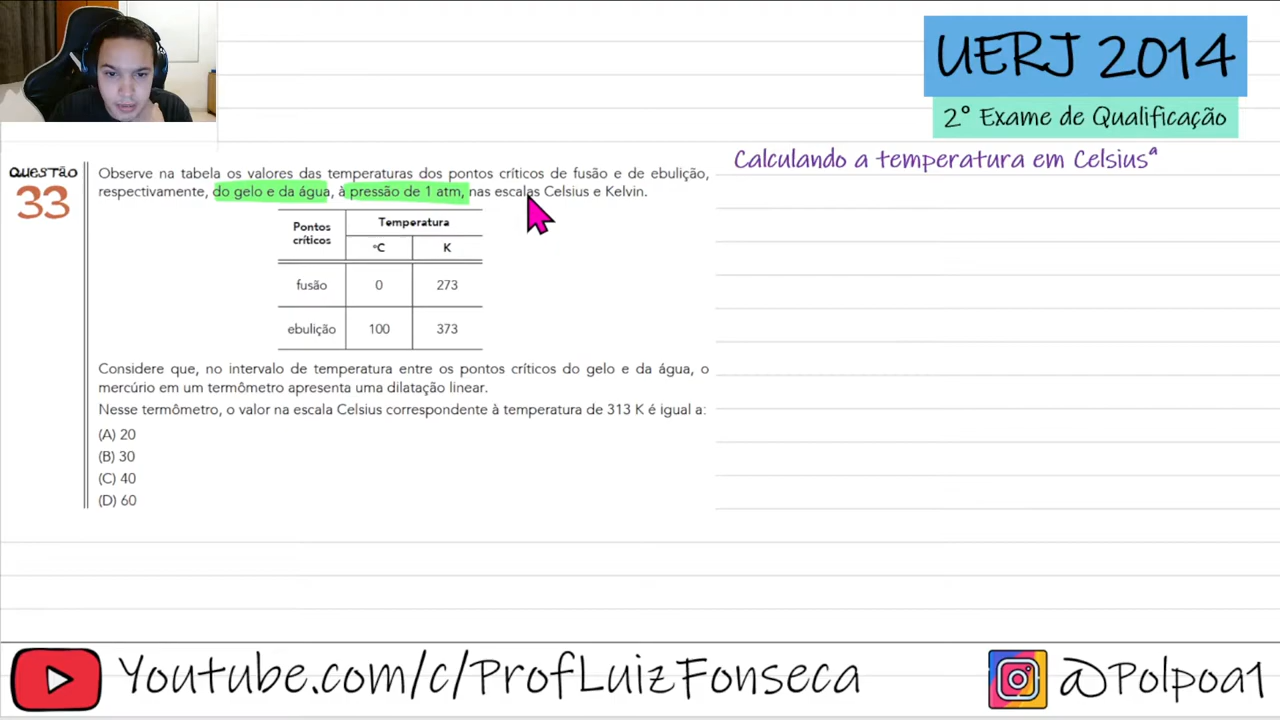 UERJ 2014
2° Exame de Qualificação
Calculando a temperatura em Celsiusª
QUESTÃO
33
Observe na tabela os valores das temperaturas dos pontos críticos de fusão e de ebulição,
respectivamente, do gelo e da água, à pressão de 1 atm, nas escalas Celsius e Kelvin.
Pontos críticos Temperatura
°C K
fusão 0 273
ebulição 100 373
Considere que, no intervalo de temperatura entre os pontos críticos do gelo e da água, o
mercúrio em um termômetro apresenta uma dilatação linear.
Nesse termômetro, o valor na escala Celsius correspondente à temperatura de 313 K é igual a:
(A) 20
(B) 30
(C) 40
(D) 60
Youtube.com/c/ProfLuizFonseca
@Polpoa1